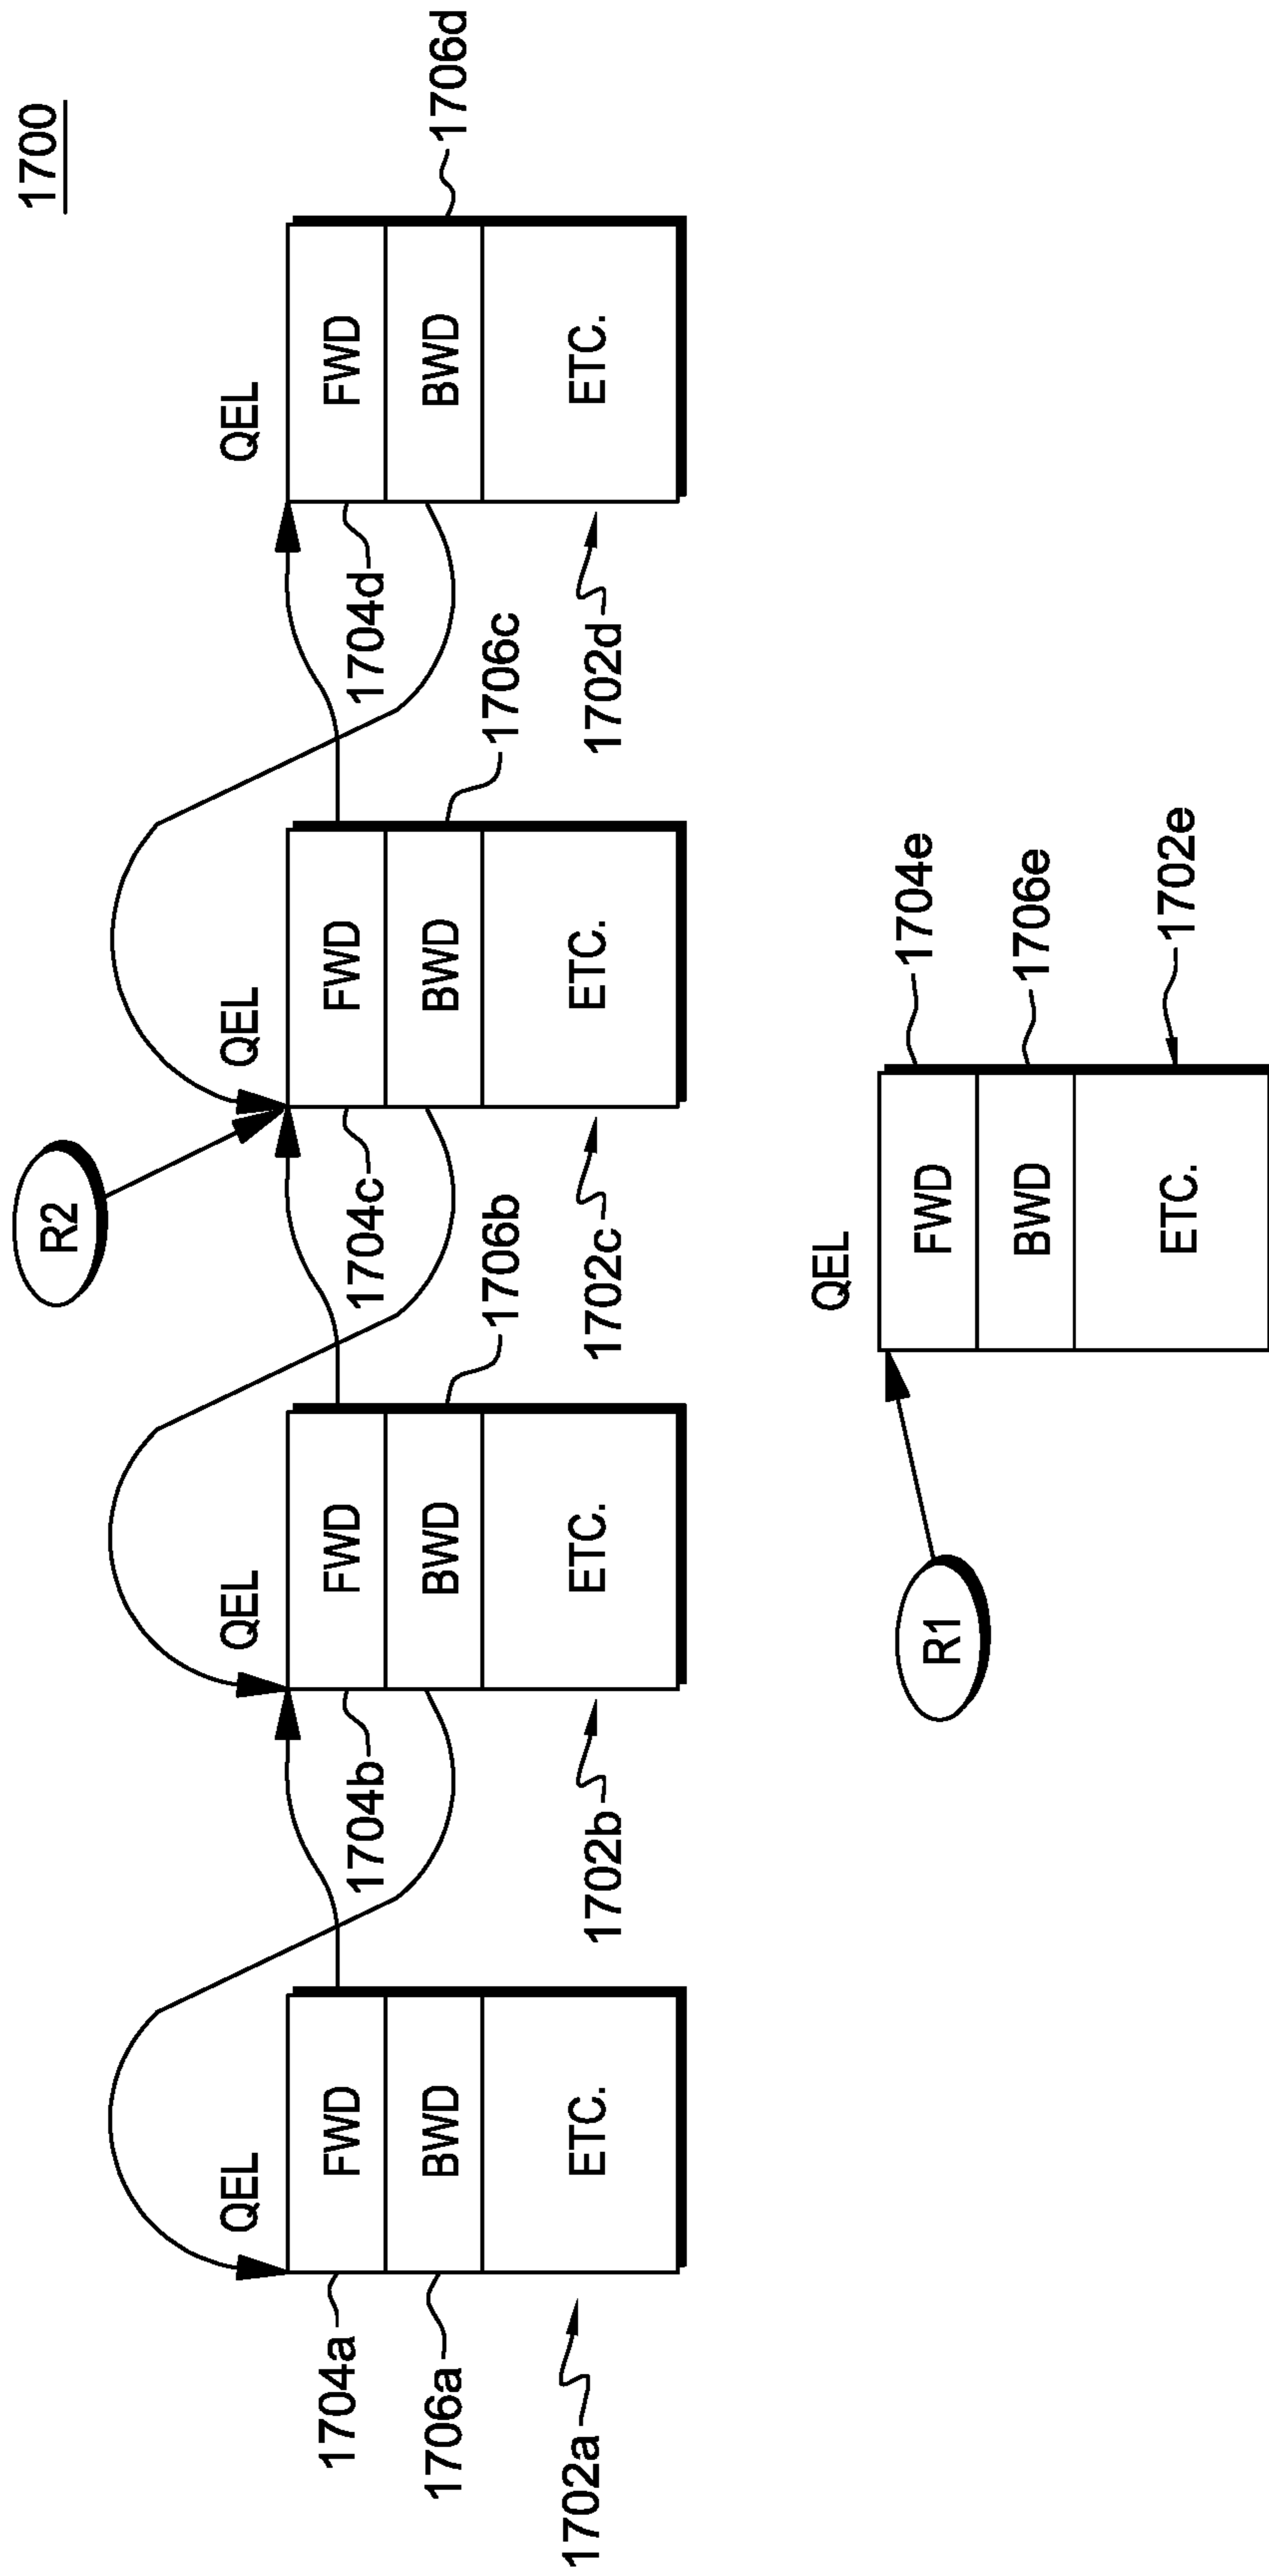 1700
R2
QEL
QEL
QEL
QEL
1704a
FWD
1704b
FWD
1704c
FWD
1704d
FWD
1706a
BWD
BWD
1706b
BWD
1706c
BWD
1706d
1702a
ETC.
1702b
ETC.
1702c
ETC.
1702d
ETC.
QEL
R1
FWD
1704e
BWD
1706e
ETC.
1702e